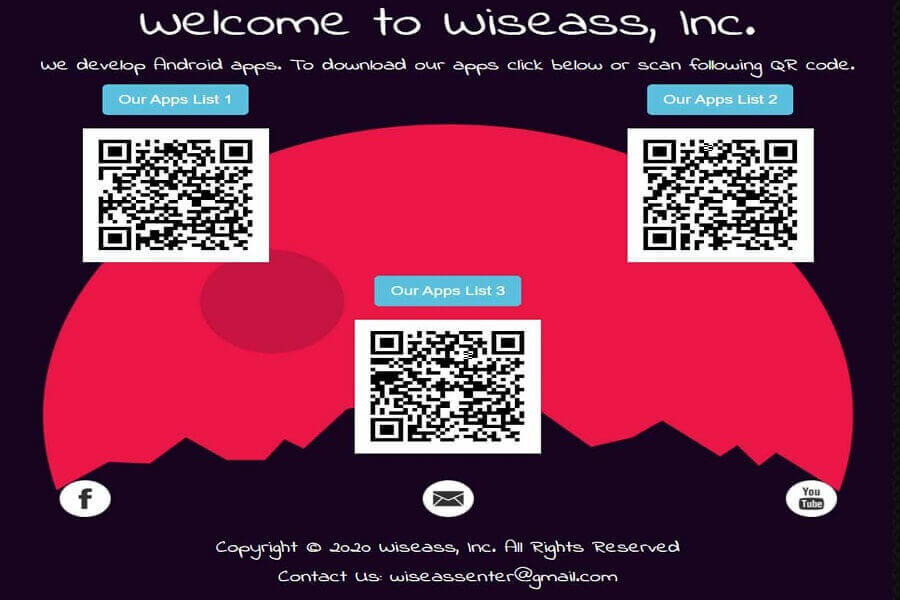 Welcome to Wiseass, Inc.
We develop Android apps. To download our apps click below or scan following QR code.
Our Apps List 1
Our Apps List 2
Our Apps List 3
f
You
Tube
Copyright © 2020 Wiseass, Inc. All Rights Reserved
Contact Us: wiseassenter@gmail.com